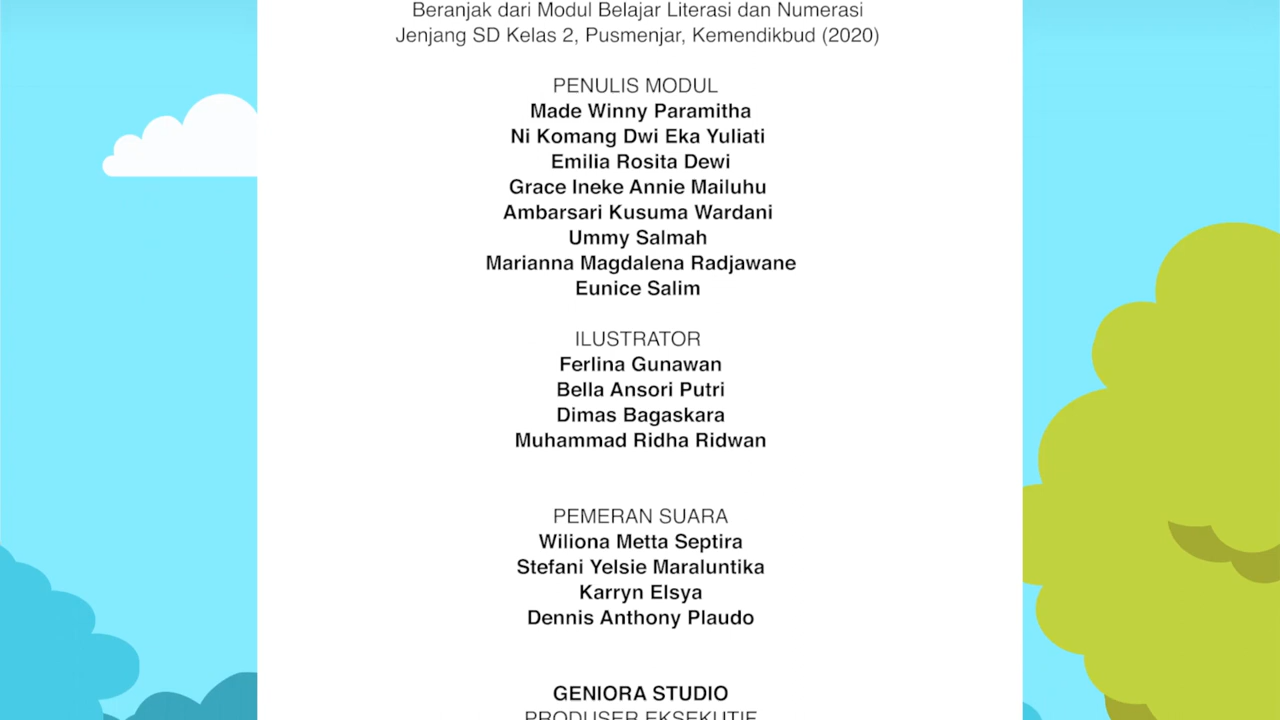 Beranjak dari Modul Belajar Literasi dan Numerasi
Jenjang SD Kelas 2, Pusmenjar, Kemendikbud (2020)
PENULIS MODUL
Made Winny Paramitha
Ni Komang Dwi Eka Yuliati
Emilia Rosita Dewi
Grace Ineke Annie Mailuhu
Ambarsari Kusuma Wardani
Ummy Salmah
Marianna Magdalena Radjawane
Eunice Salim
ILUSTRATOR
Ferlina Gunawan
Bella Ansori Putri
Dimas Bagaskara
Muhammad Ridha Ridwan
PEMERAN SUARA
Wiliona Metta Septira
Stefani Yelsie Maraluntika
Karryn Elsya
Dennis Anthony Plaudo
GENIORA STUDIO
PRODUSER EKSEKUTIF